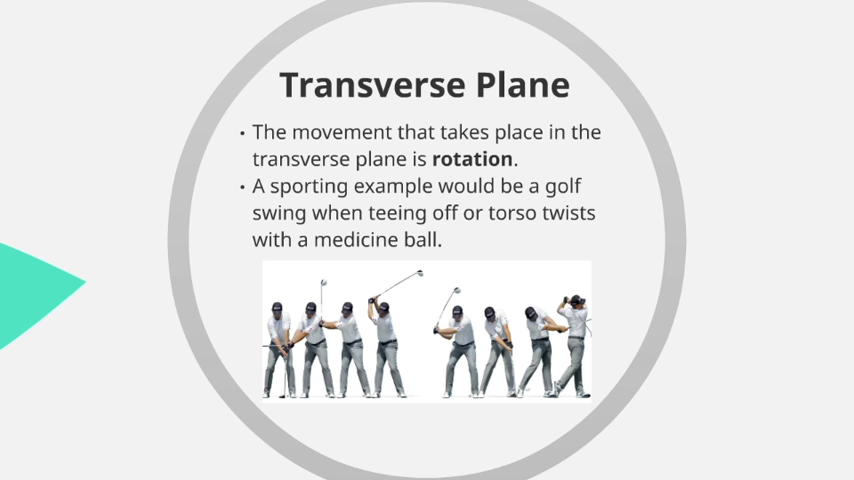 Transverse Plane
• The movement that takes place in the
transverse plane is rotation.
• A sporting example would be a golf
swing when teeing off or torso twists
with a medicine ball.